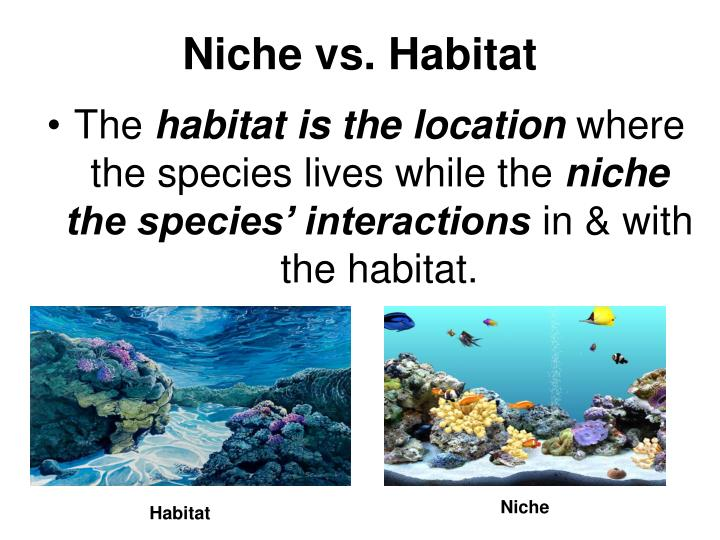 Niche vs. Habitat
• The habitat is the location where
the species lives while the niche
the species’ interactions in & with
the habitat.
Habitat
Niche